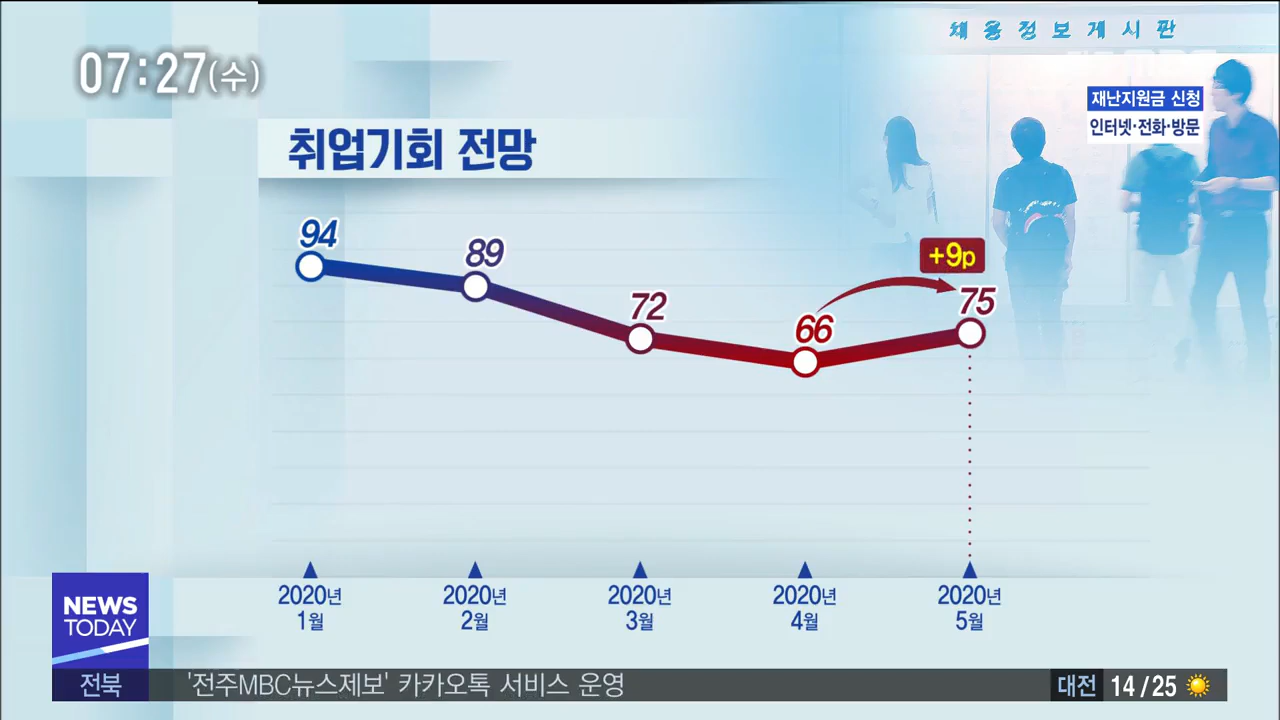 채용정보게시판
07:27(수)
재난지원금 신청
인터넷·전화·방문
취업기회 전망
94
89
72
66
+9p
75
2020년
1월
2020년
2월
2020년
3월
2020년
4월
2020년
5월
NEWS
TODAY
전북
'전주MBC뉴스제보' 카카오톡 서비스 운영
대전 14/25